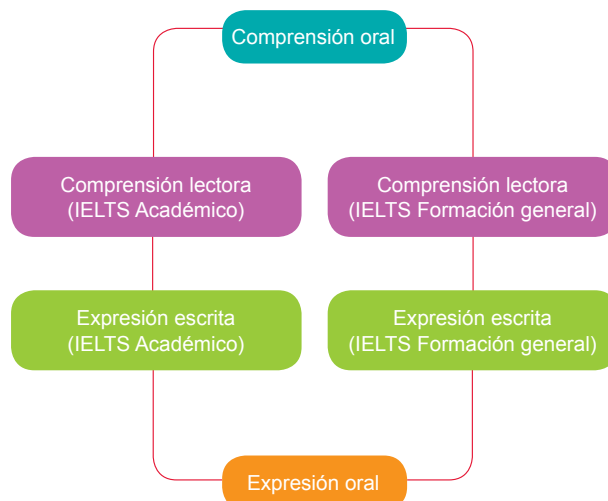 Comprensión oral
Comprensión lectora
(IELTS Académico)
Comprensión lectora
(IELTS Formación general)
Expresión escrita
(IELTS Académico)
Expresión escrita
(IELTS Formación general)
Expresión oral